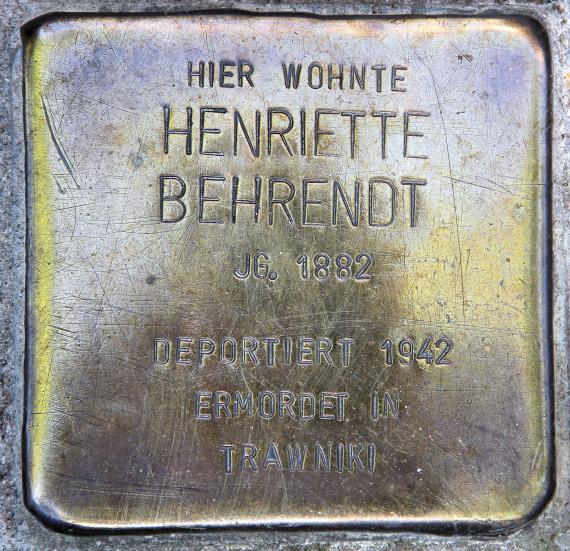 HIER WOHNTE
HENRIETTE
BEHRENDT
JG. 1882
DEPORTIERT 1942
ERMORDET IN
TRAWNIKI